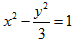 x² − y²/3 = 1